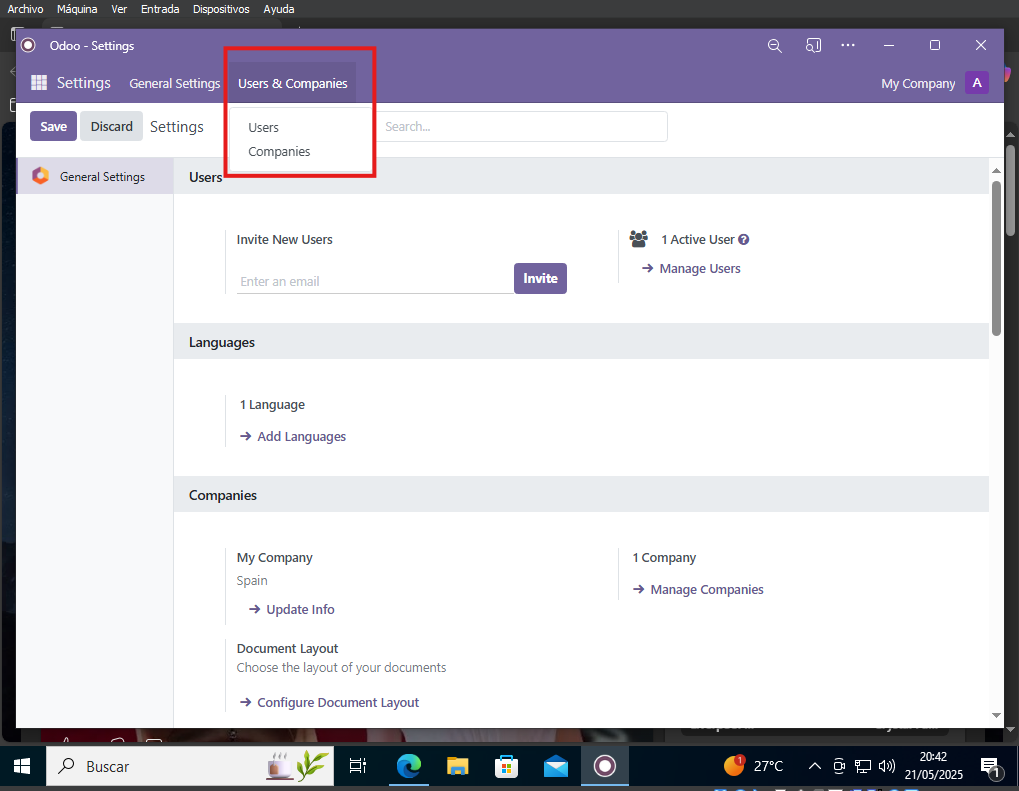 Archivo Máquina Ver Entrada Dispositivos Ayuda
Odoo - Settings
Settings General Settings Users & Companies My Company A
Save Discard Settings Users Search...
Companies
General Settings Users
Invite New Users 1 Active User ?
Enter an email Invite Manage Users
Languages
1 Language
Add Languages
Companies
My Company 1 Company
Spain
Manage Companies
Update Info
Document Layout
Choose the layout of your documents
Configure Document Layout
Buscar 1 27°C 20:42
21/05/2025 1